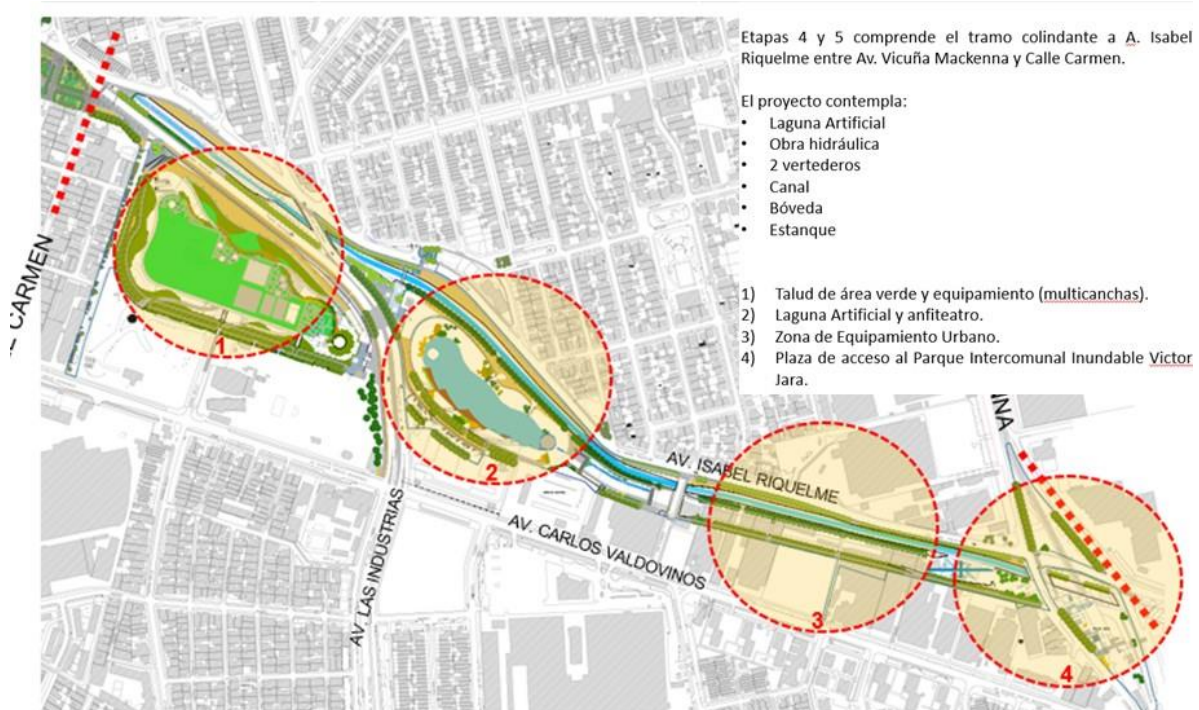 Etapas 4 y 5 comprende el tramo colindante a A. Isabel
Riquelme entre Av. Vicuña Mackenna y Calle Carmen.
El proyecto contempla:
• Laguna Artificial
• Obra hidráulica
• 2 vertederos
• Canal
• Bóveda
• Estanque
1) Talud de área verde y equipamiento (multicanchas).
2) Laguna Artificial y anfiteatro.
3) Zona de Equipamiento Urbano.
4) Plaza de acceso al Parque Intercomunal Inundable Victor
Jara.
CARMEN
1
2
AV. ISABEL RIQUELME
AV. CARLOS VALDOVINOS
AV. LAS INDUSTRIAS
3
4
NNA